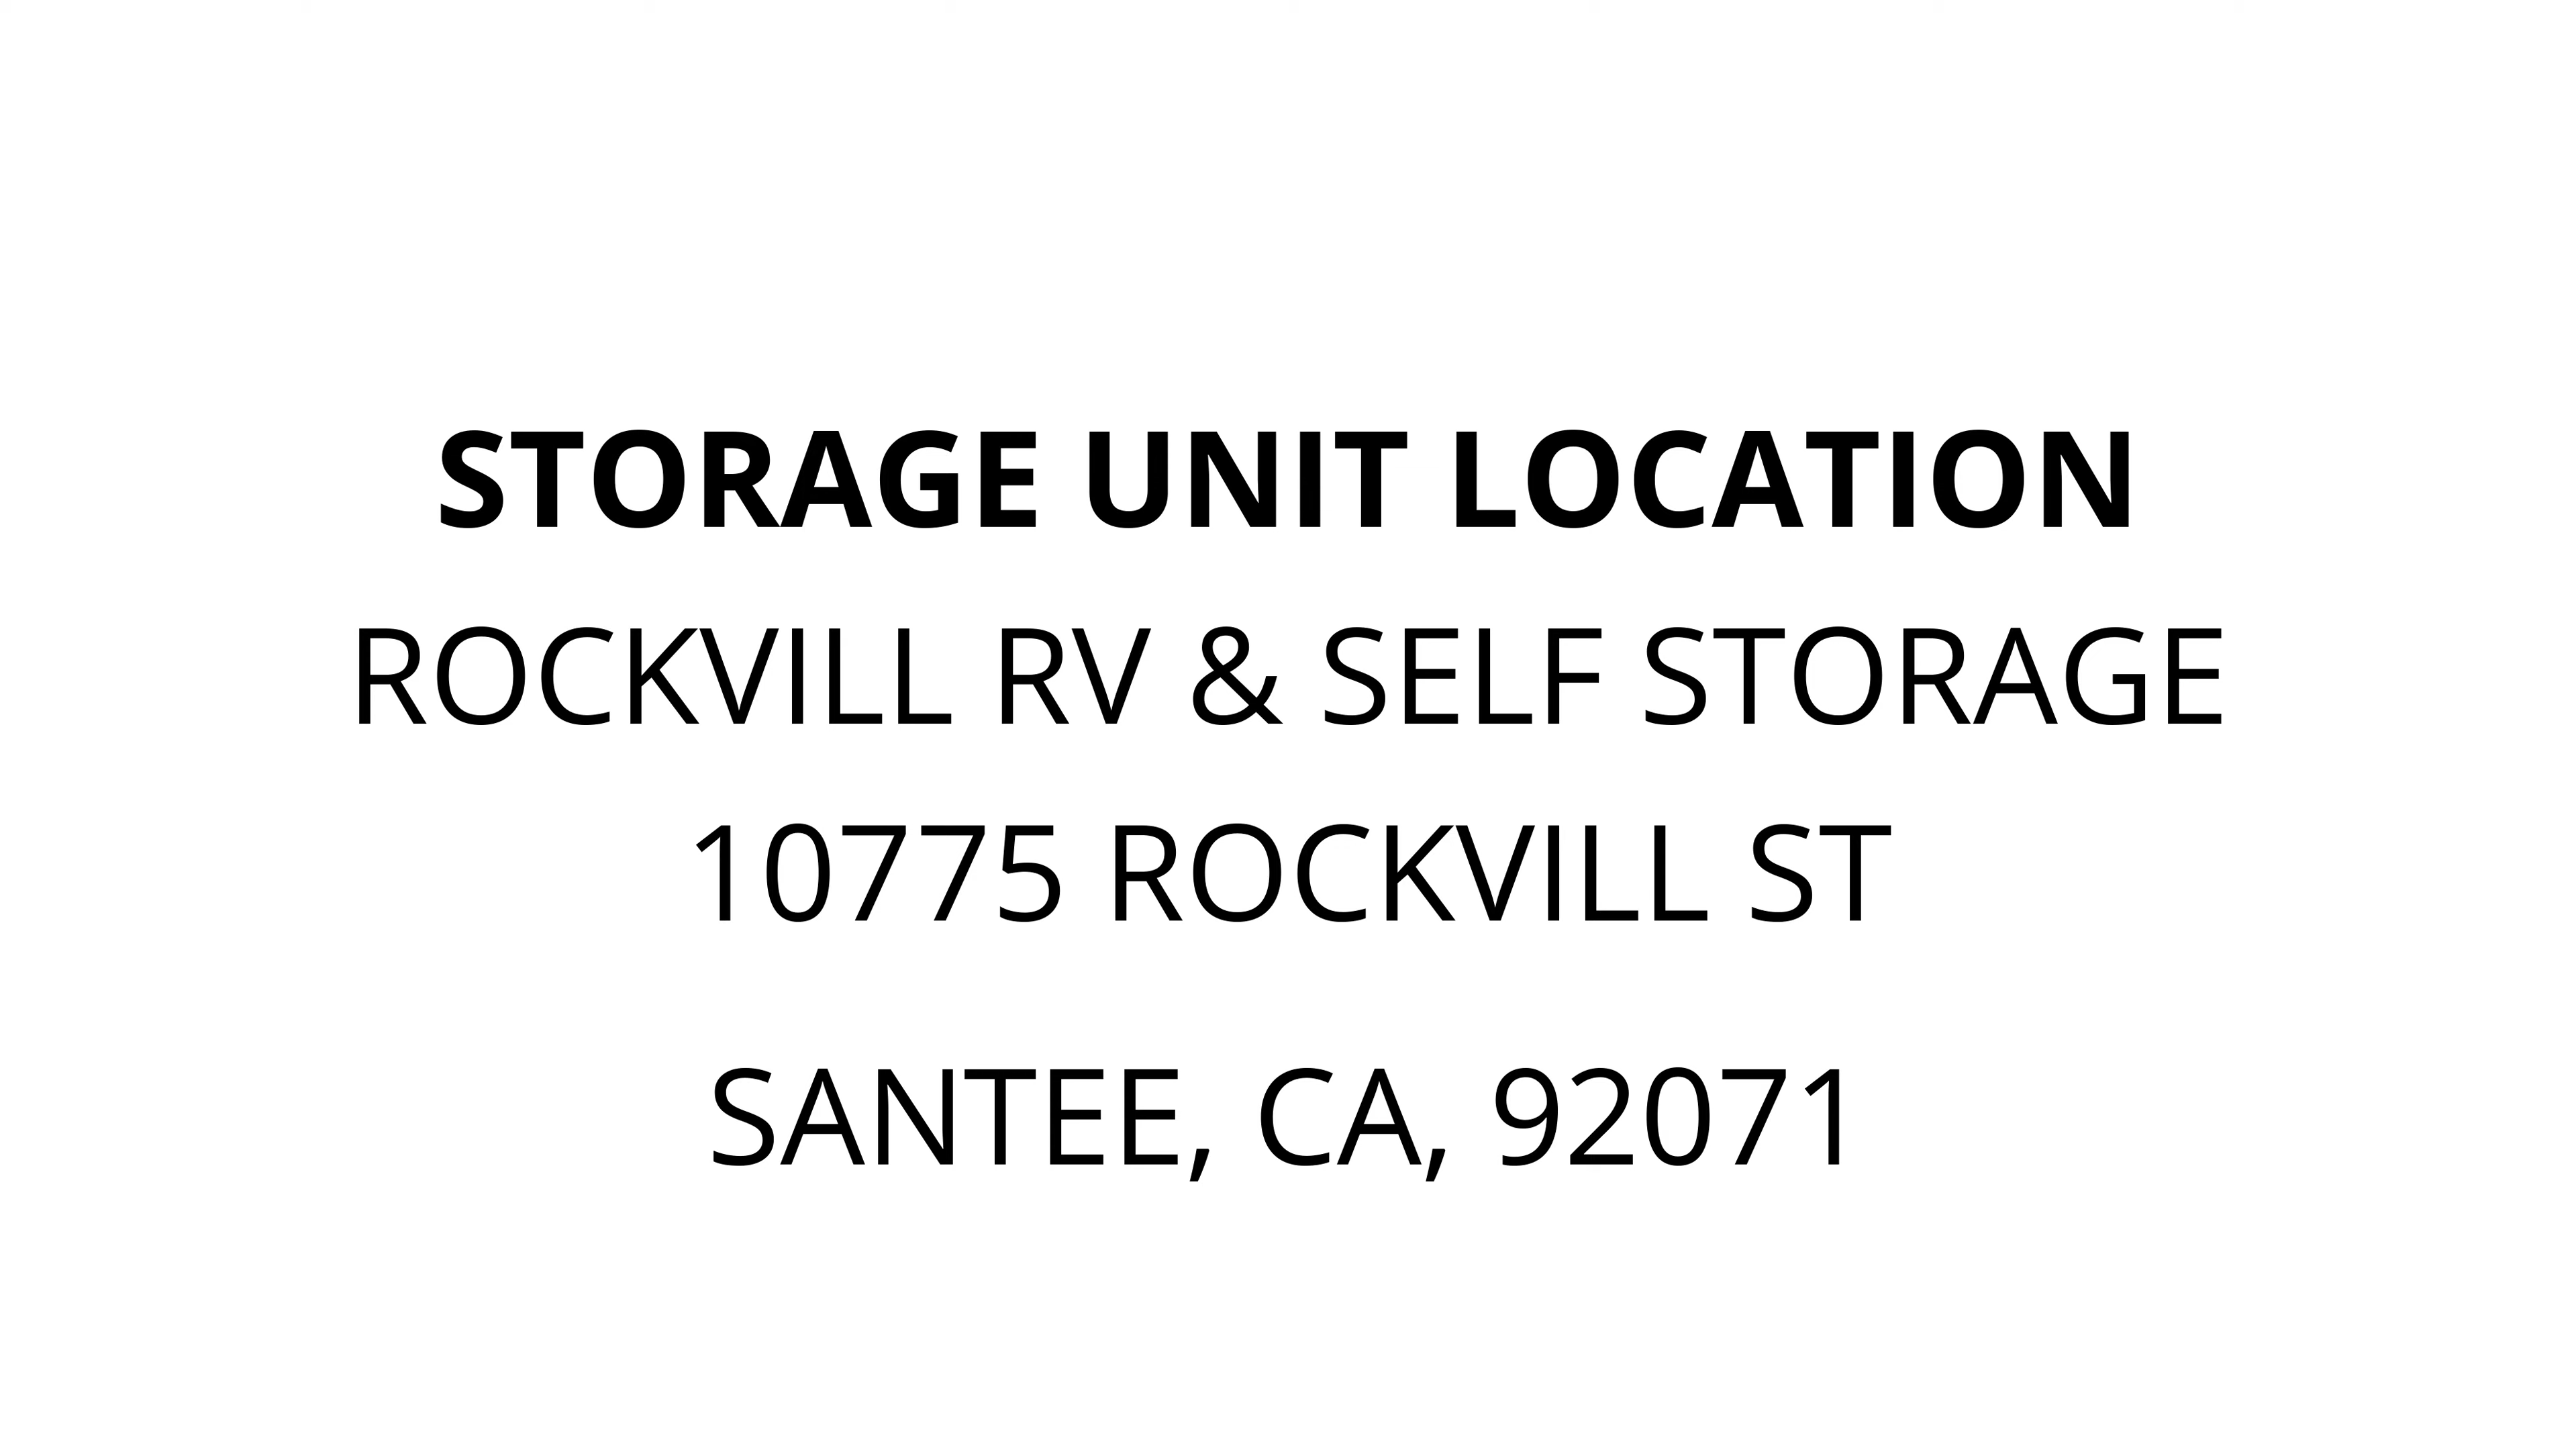 STORAGE UNIT LOCATION
ROCKVILL RV & SELF STORAGE
10775 ROCKVILL ST
SANTEE, CA, 92071